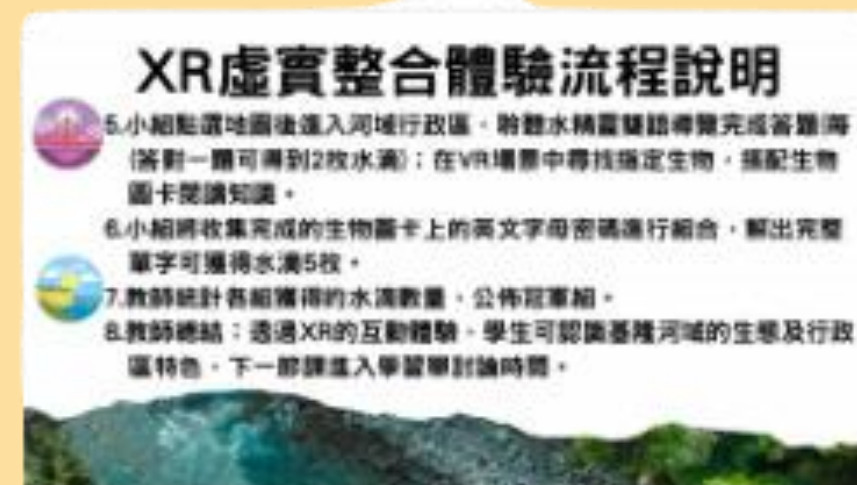 XR虛實整合體驗流程說明
5.小組點選地圖後進入河域行政區，聆聽水精靈雙語導覽完成答題(每
(答對一題可得到2枚水滴)；在VR場景中尋找指定生物，搭配生物
圖卡閱讀知識。
6.小組將收集完成的生物圖卡上的英文字母密碼進行組合，解出完整
單字可獲得水滴5枚。
7.教師統計各組獲得的水滴數量，公佈冠軍組。
8.教師總結：透過XR的互動體驗，學生可認識基隆河域的生態及行政
區特色，下一節課進入學習單討論時間。